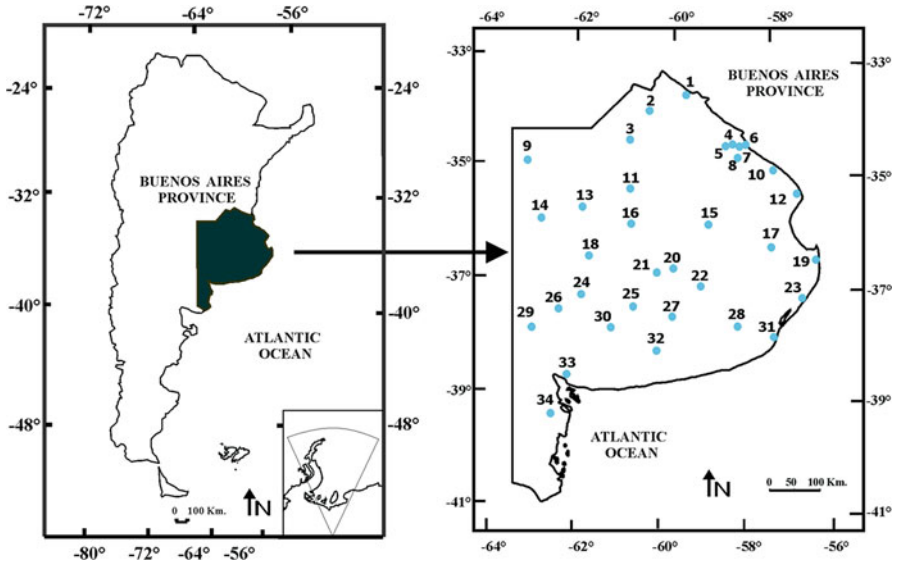 -72° -64° -56°
-24° -24°
BUENOS AIRES
PROVINCE
-32° -32°
-40° -40°
ATLANTIC
OCEAN
-48° -48°
0 100 Km.
N
-80° -72° -64° -56°
-64° -62° -60° -58°
-33° -33°
BUENOS AIRES
PROVINCE
1
2
3
4 6
5 7
8
9
10
11
12
13
14
15
16
17
18
19
20
21
22
23
24
25
26
27
28
29
30
31
32
33
34
-35° -35°
-37° -37°
-39° -39°
-41° -41°
ATLANTIC
OCEAN
N
0 50 100 Km.
-64° -62° -60° -58° -56°